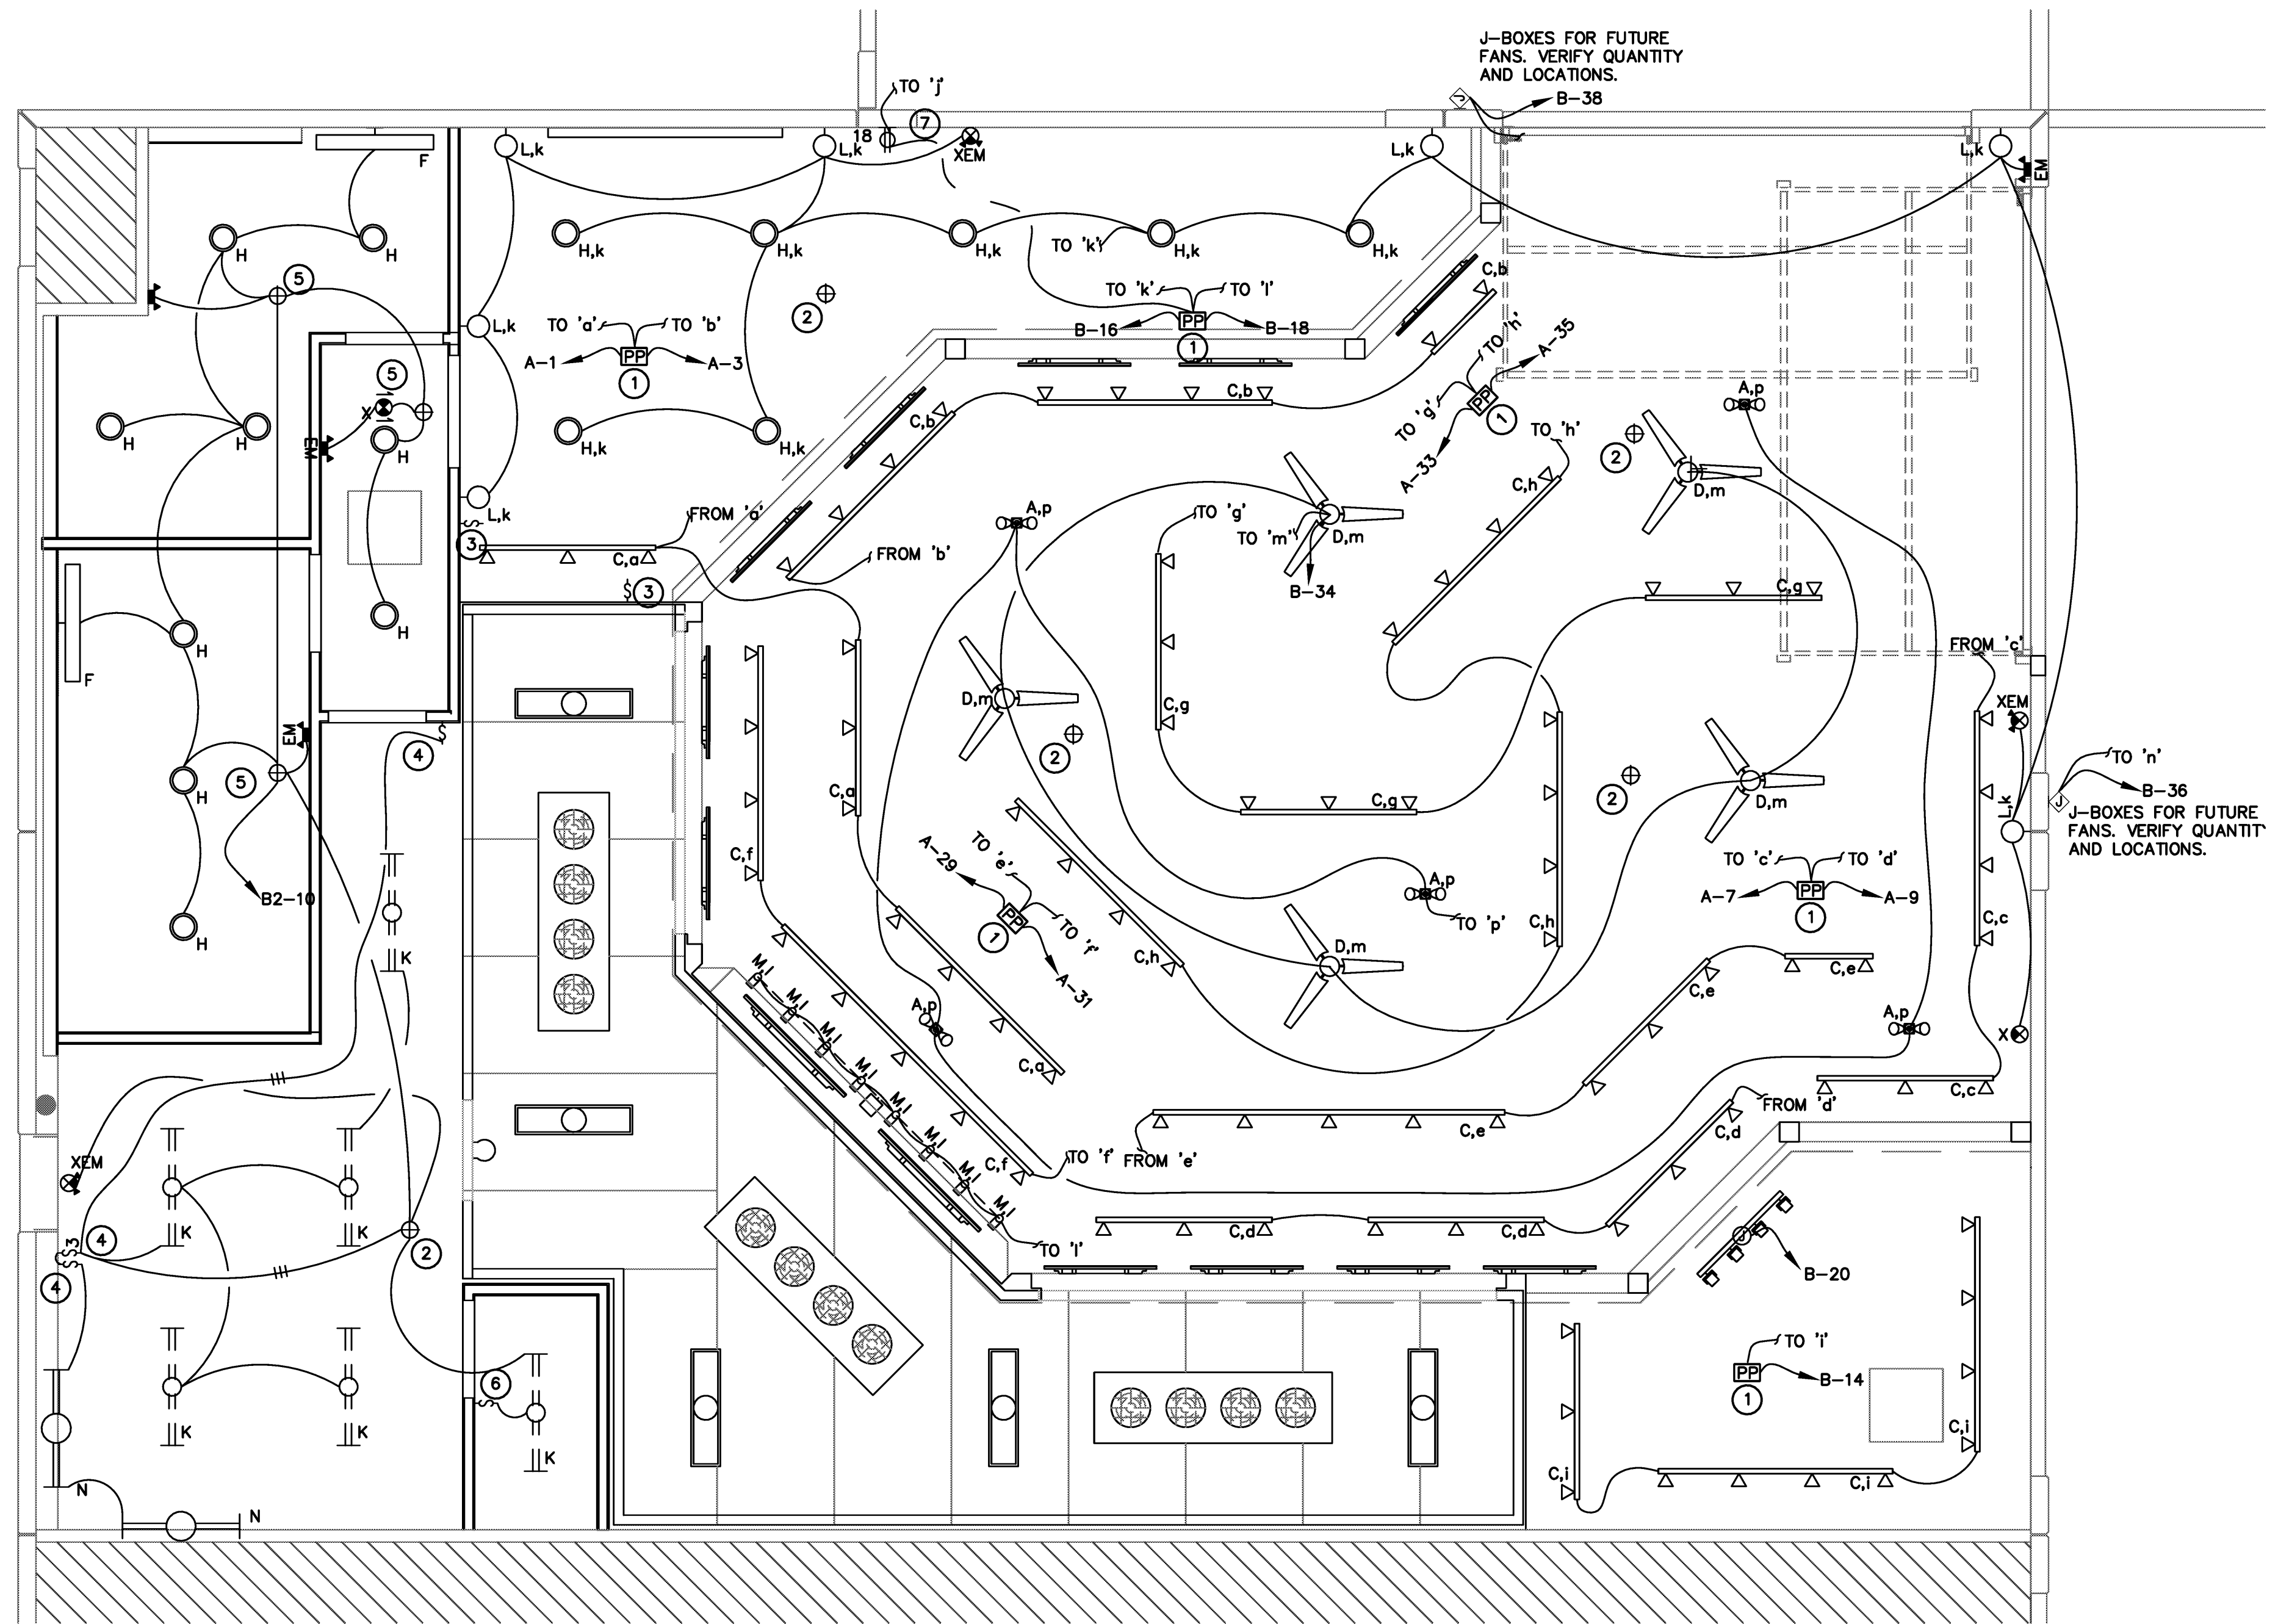 J-BOXES FOR FUTURE
FANS. VERIFY QUANTITY
AND LOCATIONS.
B-38
TO 'j'
18
7
XEM
F
L,k
L,k
L,k
L,k
EM
H
H
5
H,k
H,k
H,k
TO 'k'
H,k
H,k
2
L,k
TO 'a'
TO 'b'
A-1
PP
A-3
1
TO 'k'
TO 'l'
B-16
PP
B-18
1
C,b
TO 'h'
A-35
PP
1
TO 'g'
A-33
5
X
EM
H
H
H
H,k
H,k
C,b
C,b
A,p
TO 'h'
C,h
2
D,m
L,k
3
FROM 'a'
C,a
3
FROM 'b'
A,p
TO 'g'
TO 'm'
D,m
B-34
C,g
H
H
F
FROM 'c'
D,m
C,g
XEM
EM
4
2
5
H
C,a
C,g
2
D,m
L,k
TO 'n'
B-36
J
J-BOXES FOR FUTURE
FANS. VERIFY QUANTIT
AND LOCATIONS.
C,f
A-29
TO 'e'
PP
1
TO 'f'
A-31
A,p
TO 'p'
TO 'c'
TO 'd'
A-7
PP
A-9
1
B2-10
H
K
C,h
C,h
C,c
D,m
C,e
C,e
M,l
M,l
M,l
M,l
M,l
M,l
M,l
M,l
A,p
A,p
X
C,a
C,c
FROM 'd'
C,e
C,d
XEM
C,f
TO 'f'
FROM 'e'
K
K
3
4
4
2
TO 'l'
C,d
C,d
B-20
TO 'i'
PP
B-14
1
6
K
K
K
C,i
C,i
C,i
N
N
J